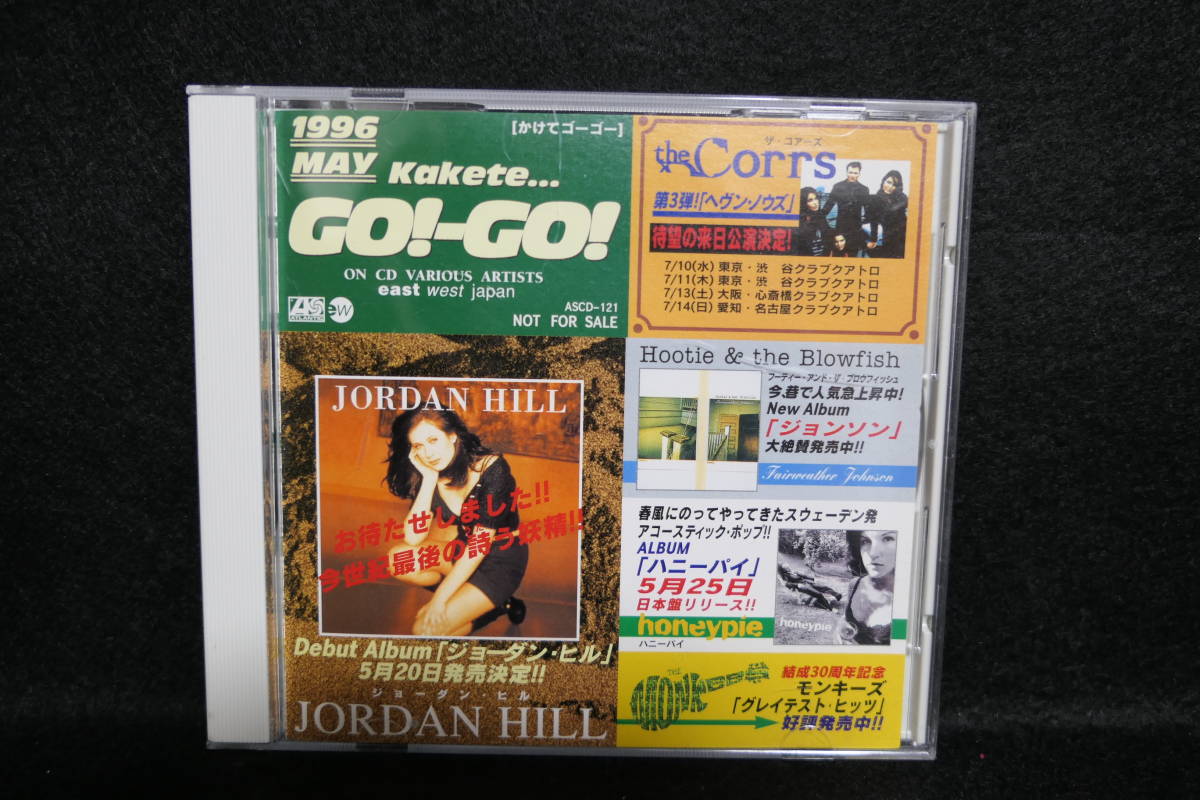 1996
MAY
[かけてゴーゴー]
Kakete...
GO!-GO!
ON CD VARIOUS ARTISTS
east west japan
ATLANTIC
ew
ASCD-121
NOT FOR SALE
ザ・コアーズ
the Corrs
第3弾!「ヘヴン・ノウズ」
待望の来日公演決定!
7/10(水) 東京・渋 谷クラブクアトロ
7/11(木) 東京・渋 谷クラブクアトロ
7/13(土) 大阪・心斎橋クラブクアトロ
7/14(日) 愛知・名古屋クラブクアトロ
JORDAN HILL
お待たせしました!!
今世紀最後の詩う妖精!!
うた
Debut Album「ジョーダン・ヒル」
5月20日発売決定!!
ジョーダン・ヒル
JORDAN HILL
Hootie & the Blowfish
フーティー・アンド・ザ・ブロウフィッシュ
今、巷で人気急上昇中!
New Album
「ジョンソン」
大絶賛発売中!!
Fairweather Johnson
春風にのってやってきたスウェーデン発
アコースティック・ポップ!!
ALBUM
「ハニーパイ」
5月25日
日本盤リリース!!
honeypie
ハニーパイ
honeypie
THE
MONKEES
結成30周年記念
モンキーズ
「グレイテスト・ヒッツ」
好評発売中!!